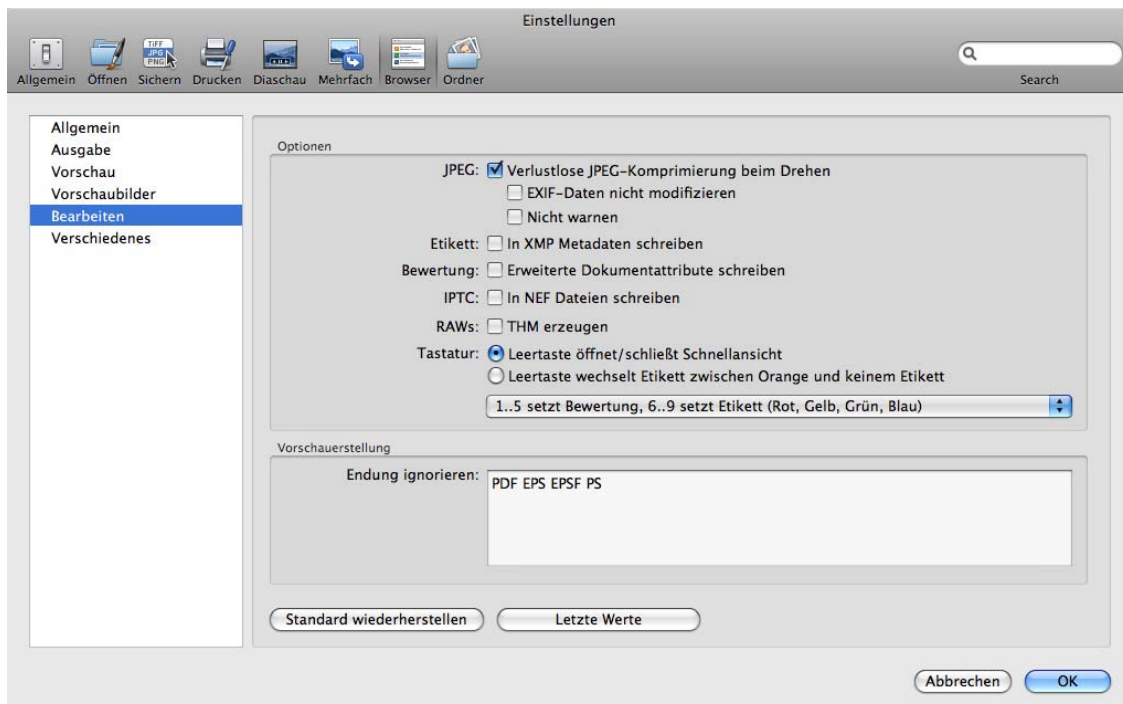 Einstellungen
TIFF
JPG
PNG
Allgemein Öffnen Sichern Drucken Diaschau Mehrfach Browser Ordner
Search
Allgemein
Ausgabe
Vorschau
Vorschaubilder
Bearbeiten
Verschiedenes
Optionen
JPEG: Verlustlose JPEG-Komprimierung beim Drehen
EXIF-Daten nicht modifizieren
Nicht warnen
Etikett: In XMP Metadaten schreiben
Bewertung: Erweiterte Dokumentattribute schreiben
IPTC: In NEF Dateien schreiben
RAWs: THM erzeugen
Tastatur: Leertaste öffnet/schließt Schnellansicht
Leertaste wechselt Etikett zwischen Orange und keinem Etikett
1..5 setzt Bewertung, 6..9 setzt Etikett (Rot, Gelb, Grün, Blau)
Vorschauerstellung
Endung ignorieren: PDF EPS EPSF PS
Standard wiederherstellen Letzte Werte
Abbrechen OK